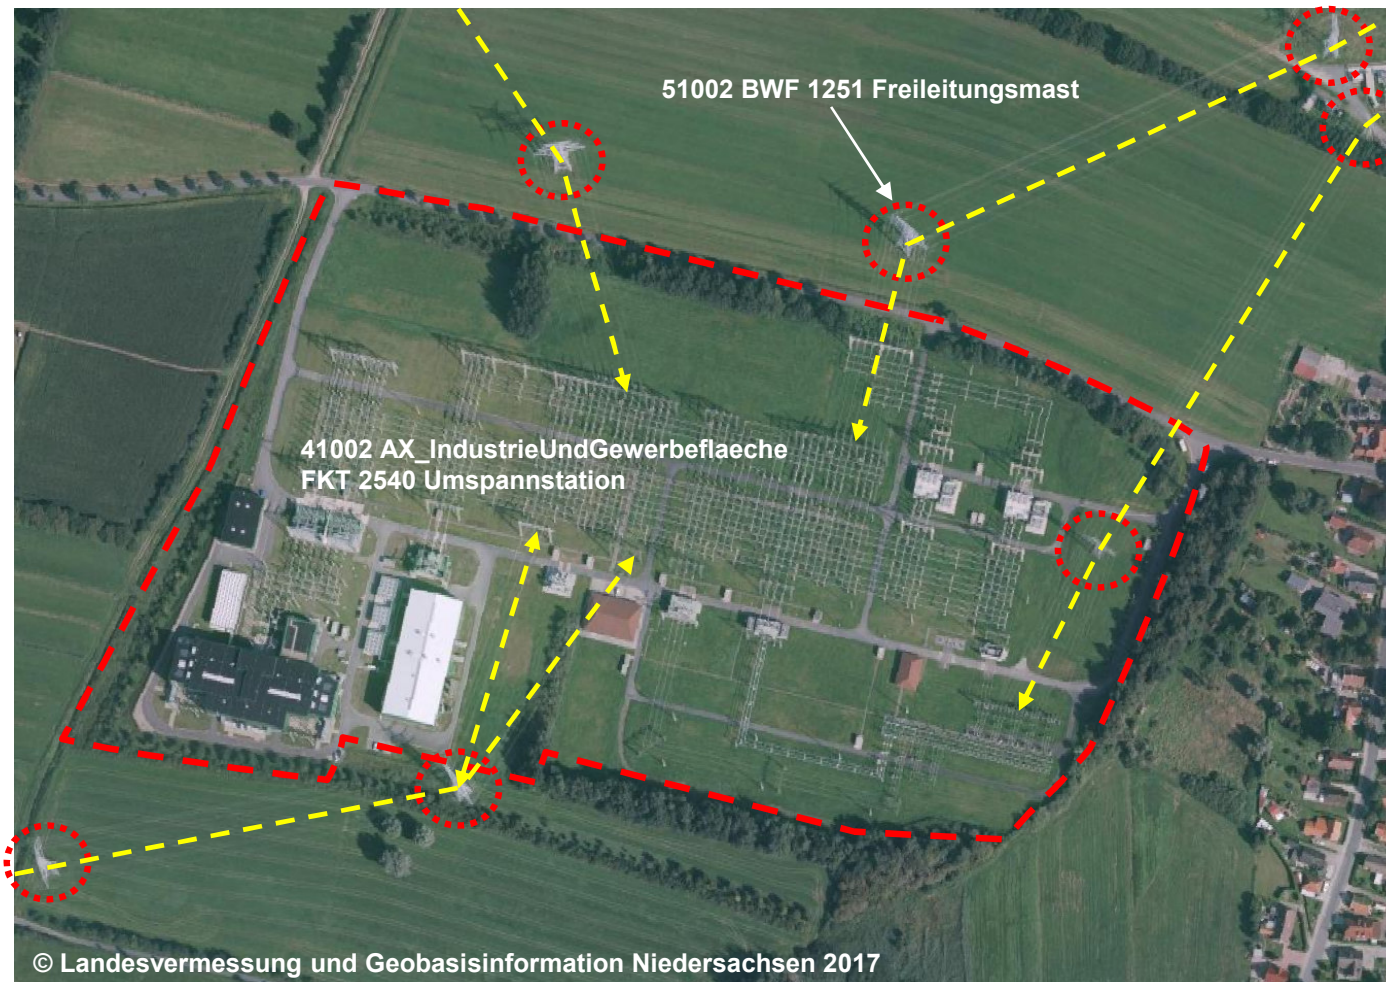 51002 BWF 1251 Freileitungsmast
41002 AX_IndustrieUndGewerbeflaeche
FKT 2540 Umspannstation
© Landesvermessung und Geobasisinformation Niedersachsen 2017